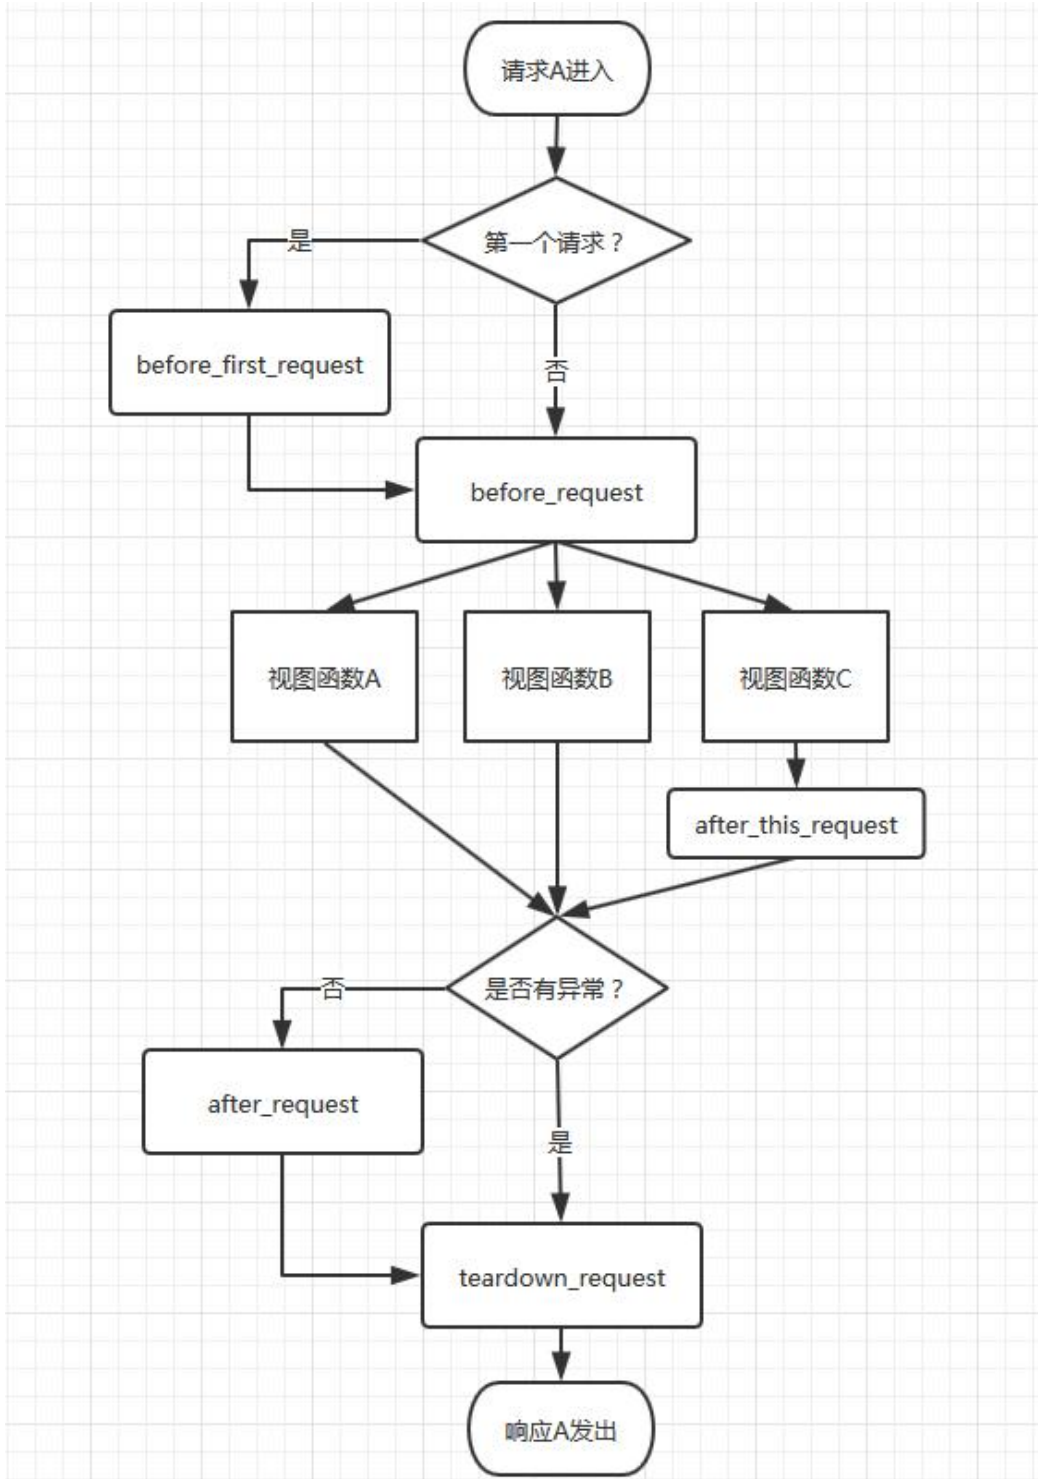 请求A进入
第一个请求？
是
before_first_request
否
before_request
视图函数A
视图函数B
视图函数C
after_this_request
是否有异常？
否
after_request
是
teardown_request
响应A发出